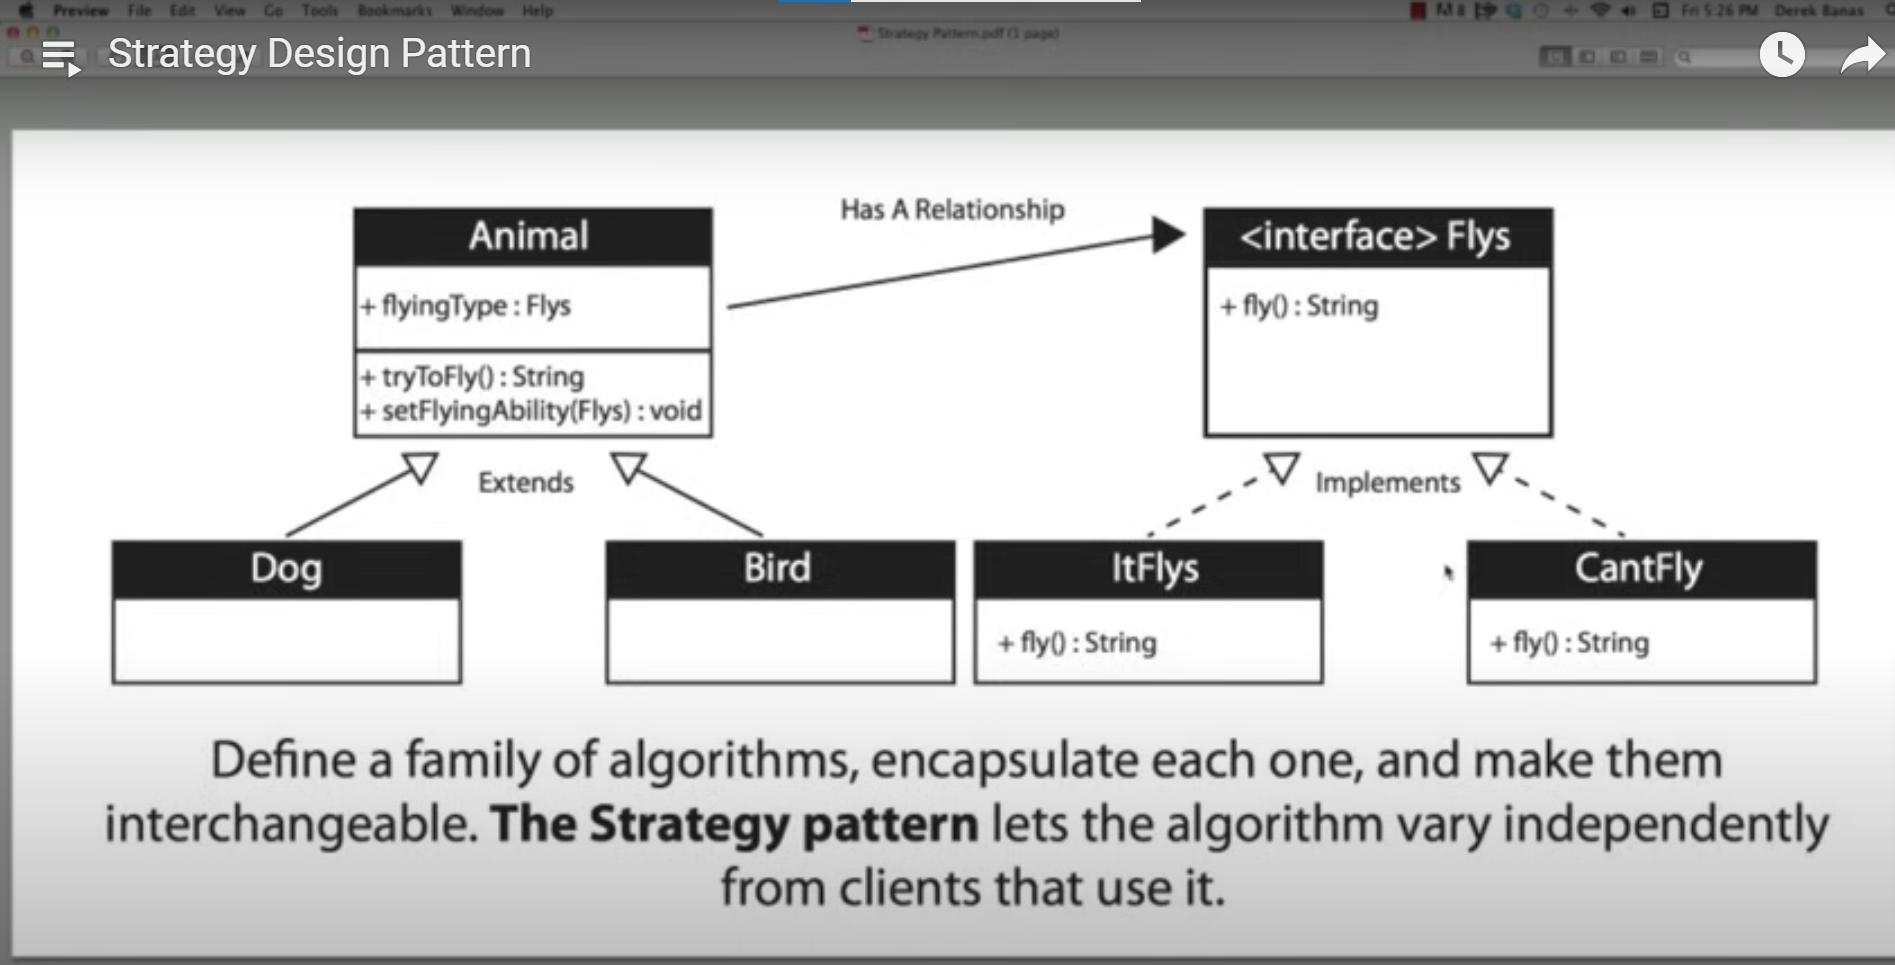 Preview File Edit View Go Tools Bookmarks Window Help
Fri 5:26 PM Derek Banas
Strategy Pattern.pdf (1 page)
Strategy Design Pattern
Has A Relationship
Animal
+ flyingType : Flys
+ tryToFly() : String
+ setFlyingAbility(Flys) : void
<interface> Flys
+ fly() : String
Extends
Implements
Dog
Bird
ItFlys
+ fly() : String
CantFly
+ fly() : String
Define a family of algorithms, encapsulate each one, and make them
interchangeable. The Strategy pattern lets the algorithm vary independently
from clients that use it.